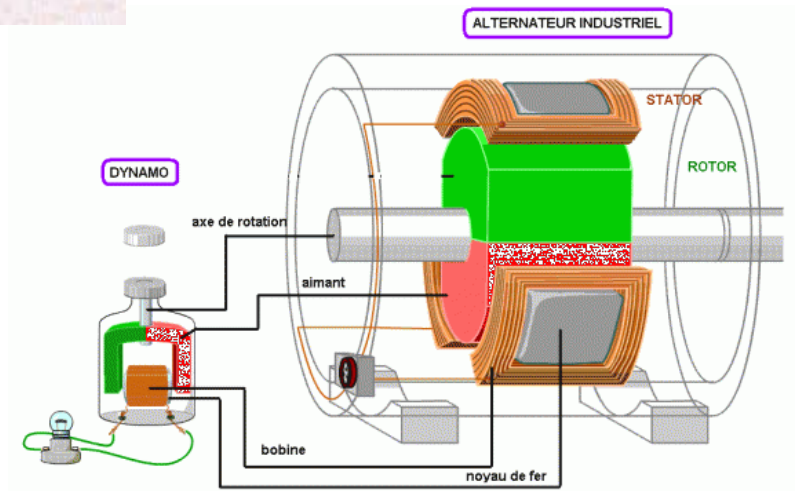 ALTERNATEUR INDUSTRIEL
STATOR
ROTOR
DYNAMO
axe de rotation
aimant
bobine
noyau de fer